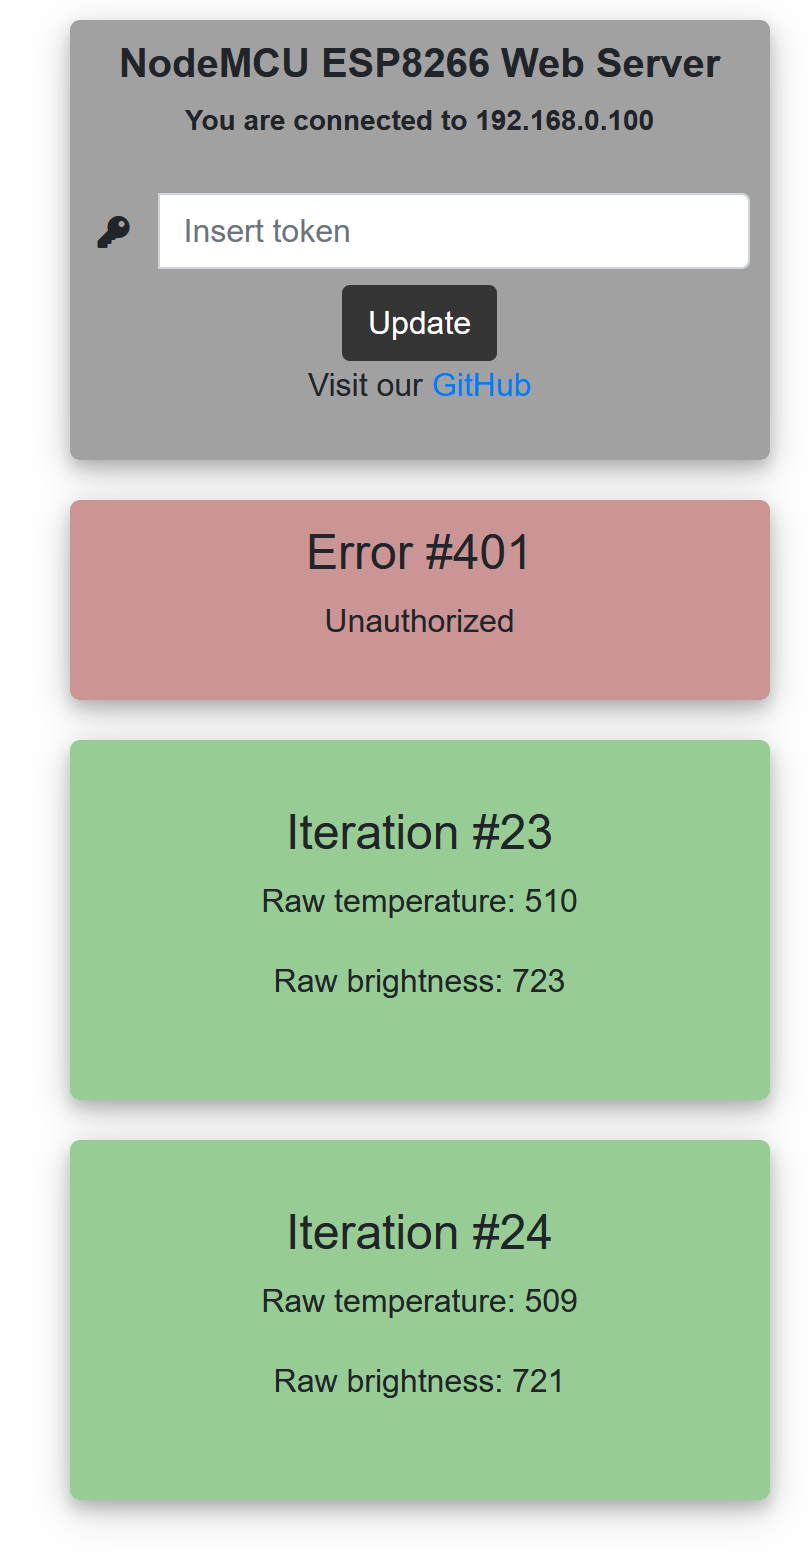 NodeMCU ESP8266 Web Server
You are connected to 192.168.0.100
Insert token
Update
Visit our GitHub
Error #401
Unauthorized
Iteration #23
Raw temperature: 510
Raw brightness: 723
Iteration #24
Raw temperature: 509
Raw brightness: 721